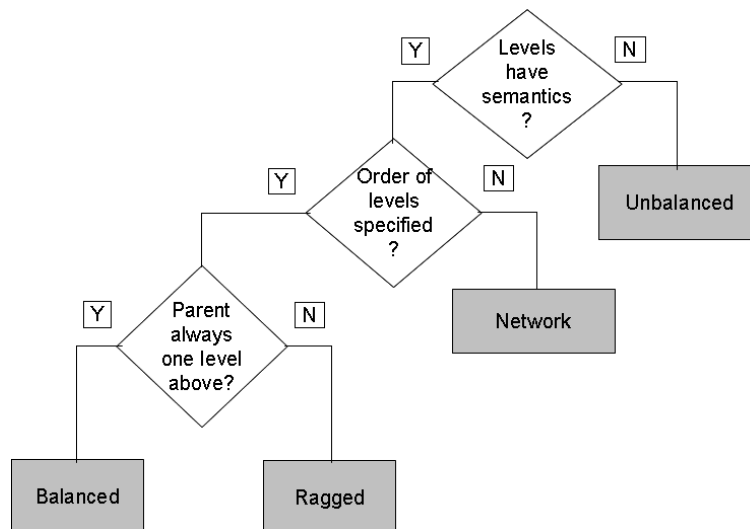 Levels
have
semantics
?
Y
N
Unbalanced
Order of
levels
specified
?
Y
N
Network
Parent
always
one level
above?
Y
N
Balanced
Ragged